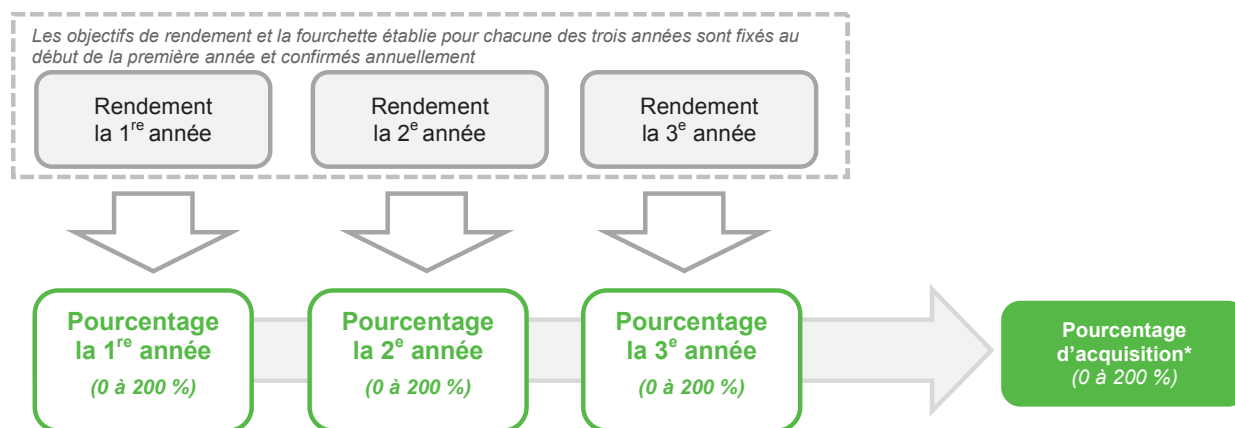 Les objectifs de rendement et la fourchette établie pour chacune des trois années sont fixés au
début de la première année et confirmés annuellement
Rendement
la 1re année
Rendement
la 2e année
Rendement
la 3e année
Pourcentage
la 1re année
(0 à 200 %)
Pourcentage
la 2e année
(0 à 200 %)
Pourcentage
la 3e année
(0 à 200 %)
Pourcentage
d'acquisition*
(0 à 200 %)